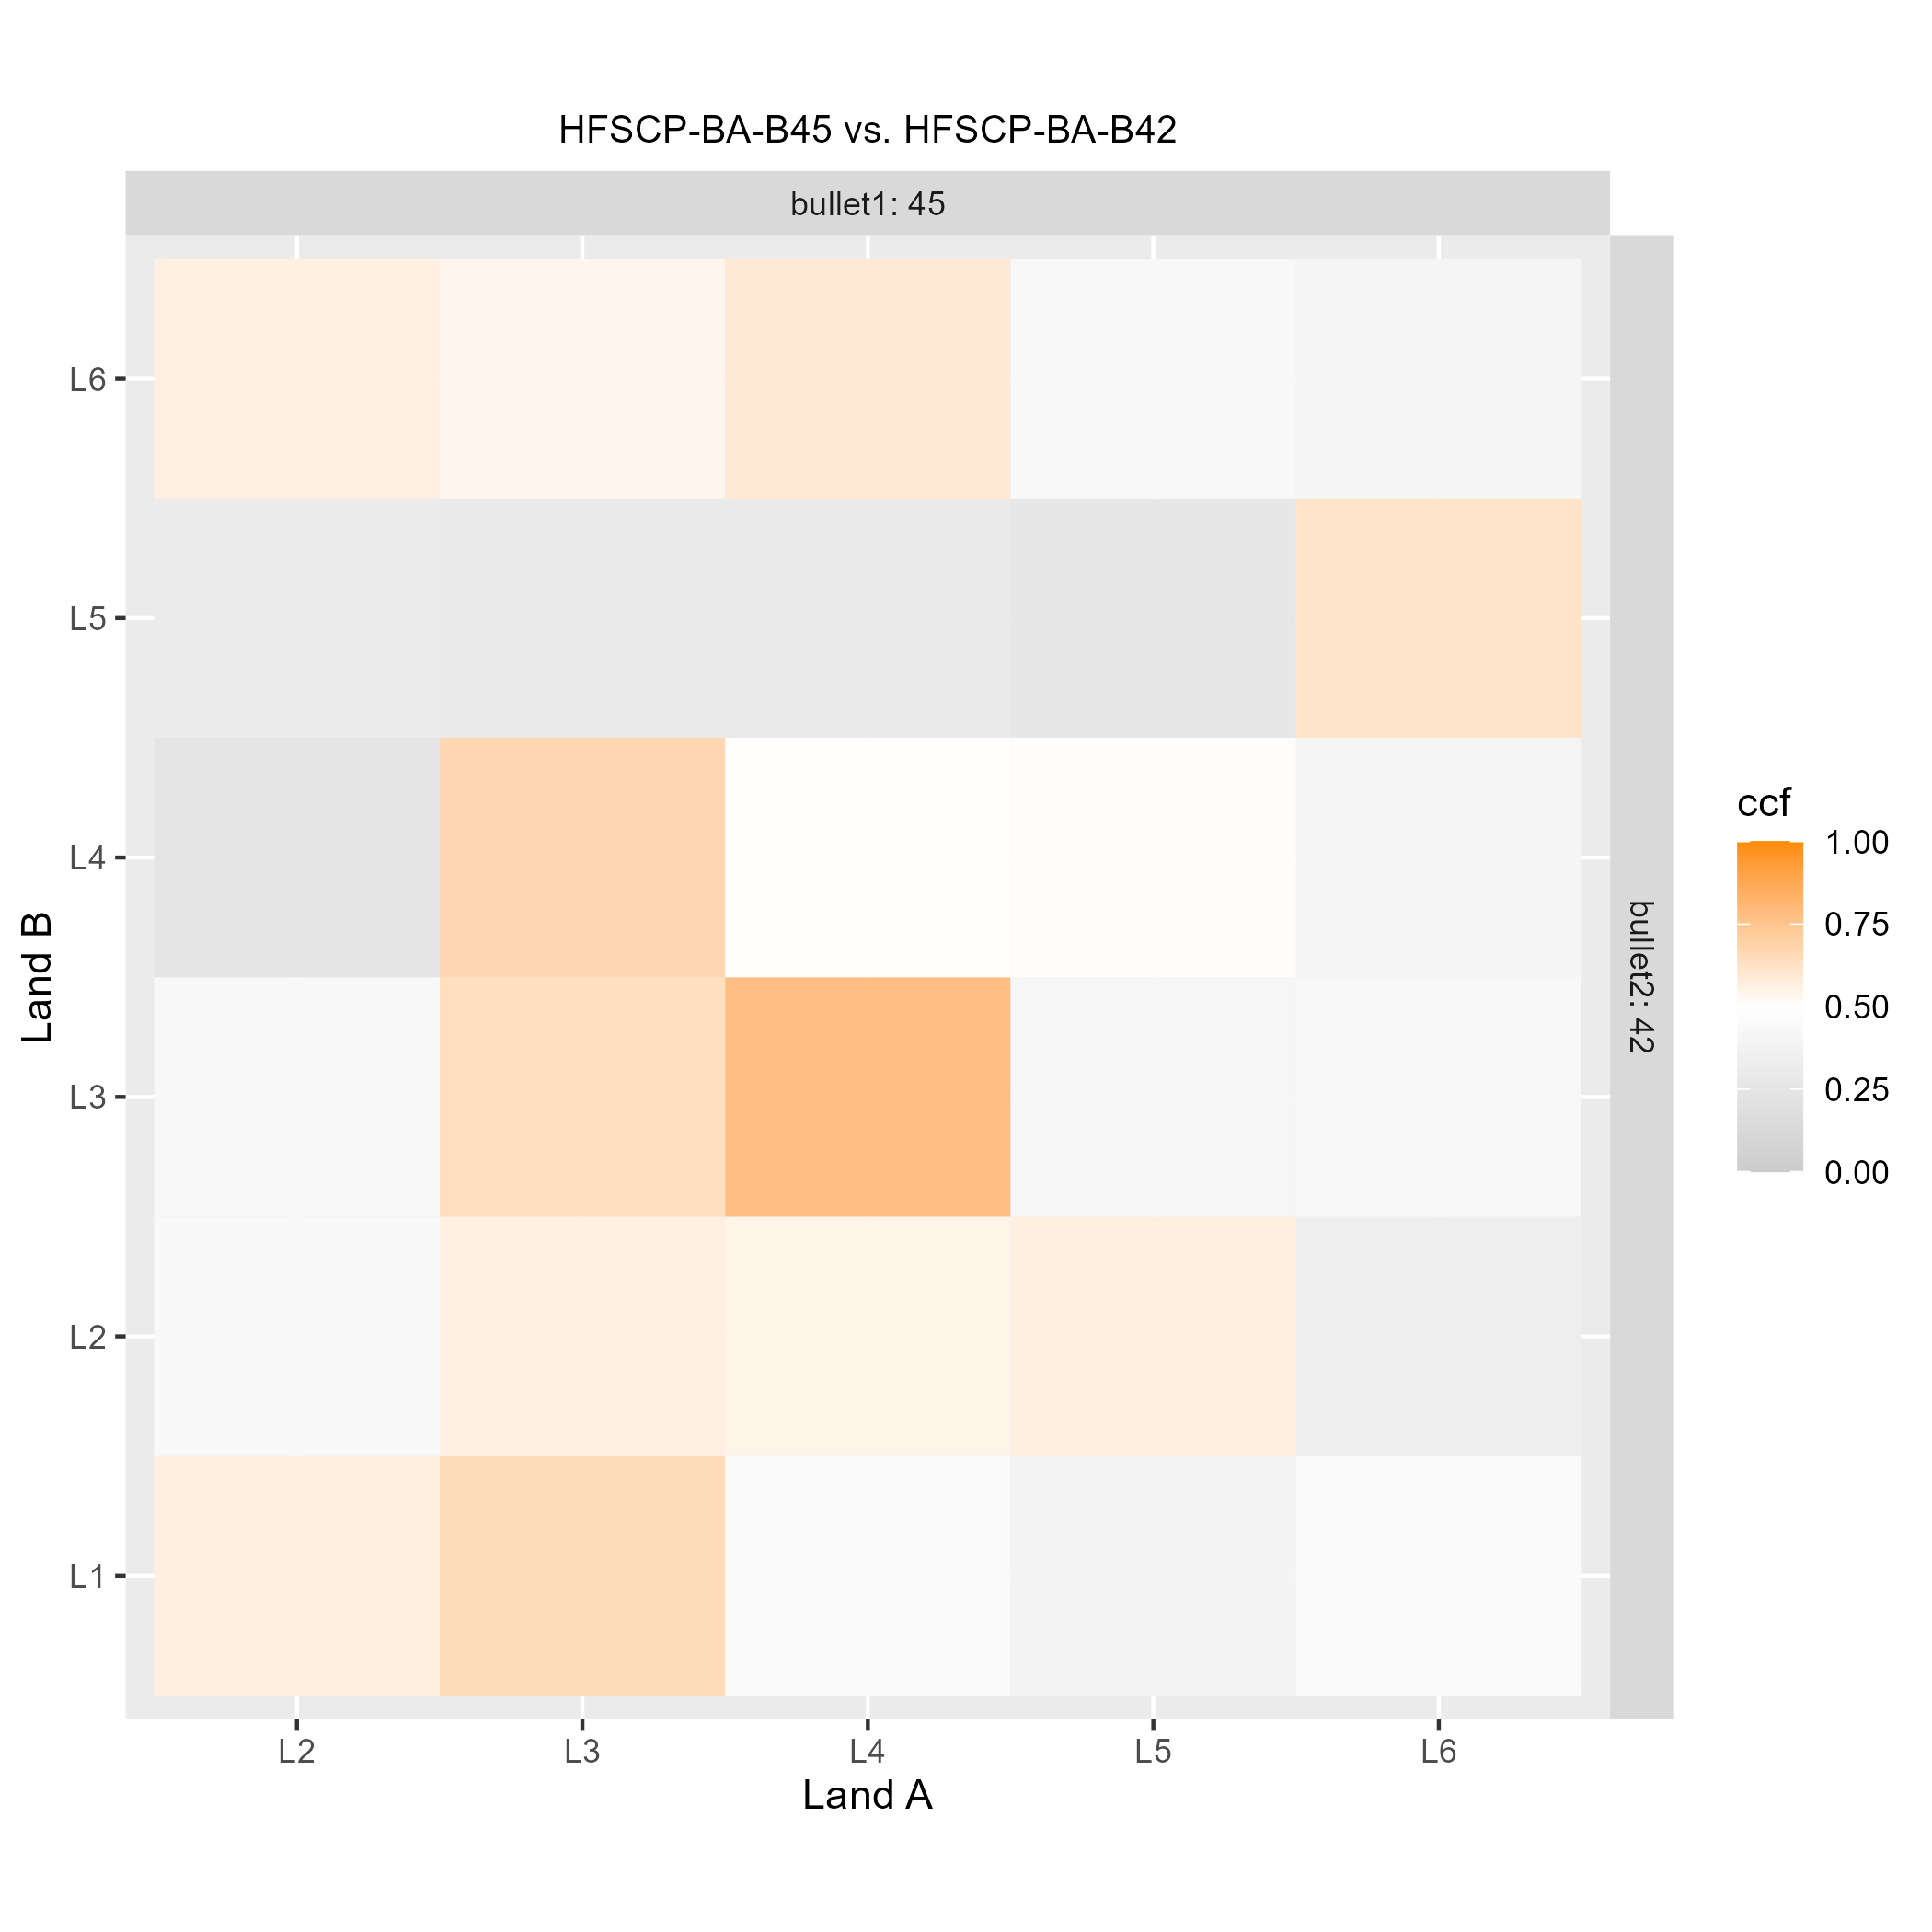 HFSCP-BA-B45 vs. HFSCP-BA-B42
bullet1: 45
L6
L5
L4
L3
L2
L1
Land B
L2 L3 L4 L5 L6
Land A
bullet2: 42
ccf
1.00
0.75
0.50
0.25
0.00